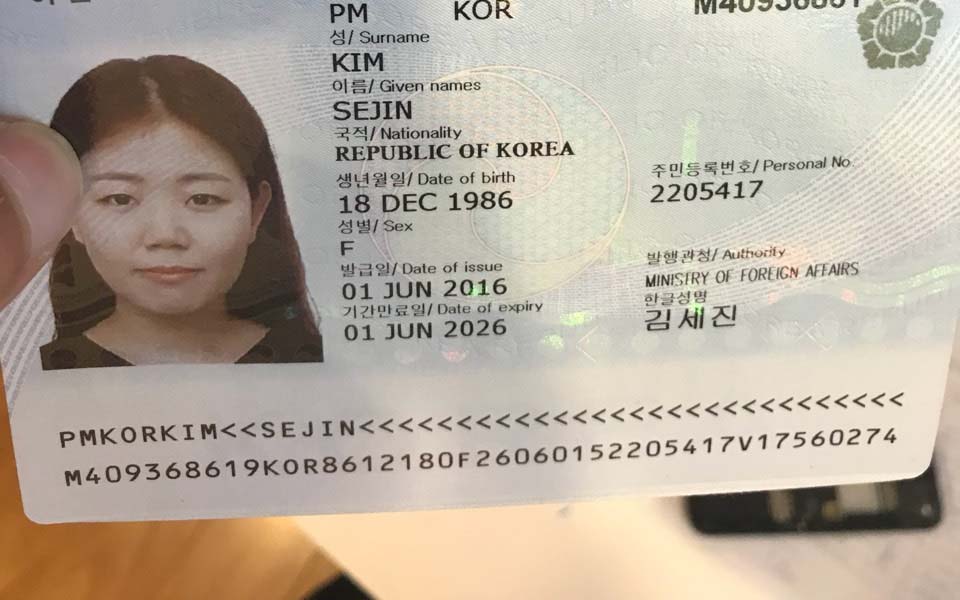 PM KOR M40936861
성/ Surname
KIM
이름/ Given names
SEJIN
국적/ Nationality
REPUBLIC OF KOREA
생년월일/ Date of birth
주민등록번호/ Personal No.
18 DEC 1986
2205417
성별/ Sex
F
발급일/ Date of issue
발행관청/ Authority
01 JUN 2016
MINISTRY OF FOREIGN AFFAIRS
기간만료일/ Date of expiry
한글성명
01 JUN 2026
김세진
PMKORKIM<<SEJIN<<<<<<<<<<<<<<<<<<<<<<<<<<<<<
M409368619KOR8612180F26060152205417V17560274